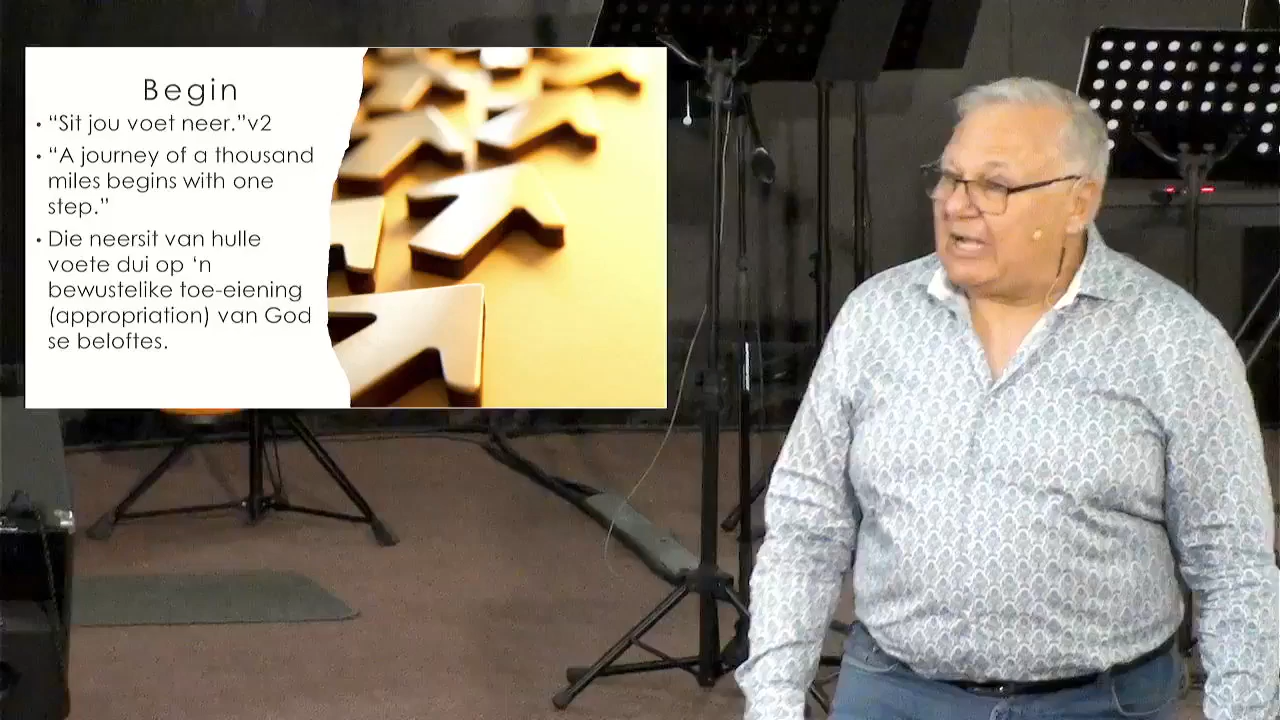 Begin
• “Sit jou voet neer.”v2
• “A journey of a thousand
miles begins with one
step.”
• Die neersit van hulle
voete dui op ‘n
bewustelike toe-eiening
(appropriation) van God
se beloftes.